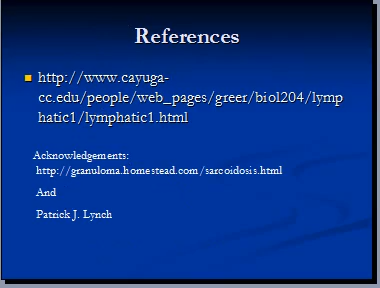 References
http://www.cayuga-
cc.edu/people/web_pages/greer/biol204/lymp
hatic1/lymphatic1.html
Acknowledgements:
http://granuloma.homestead.com/sarcoidosis.html
And
Patrick J. Lynch